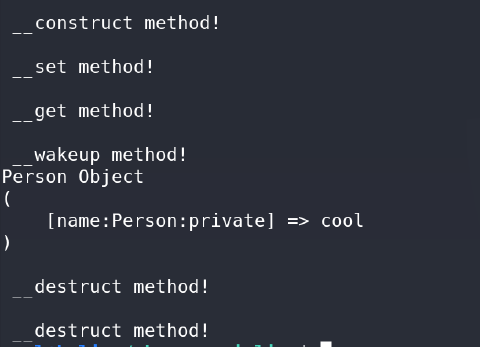 __construct method!
__set method!
__get method!
__wakeup method!
Person Object
(
[name:Person:private] => cool
)
__destruct method!
__destruct method!